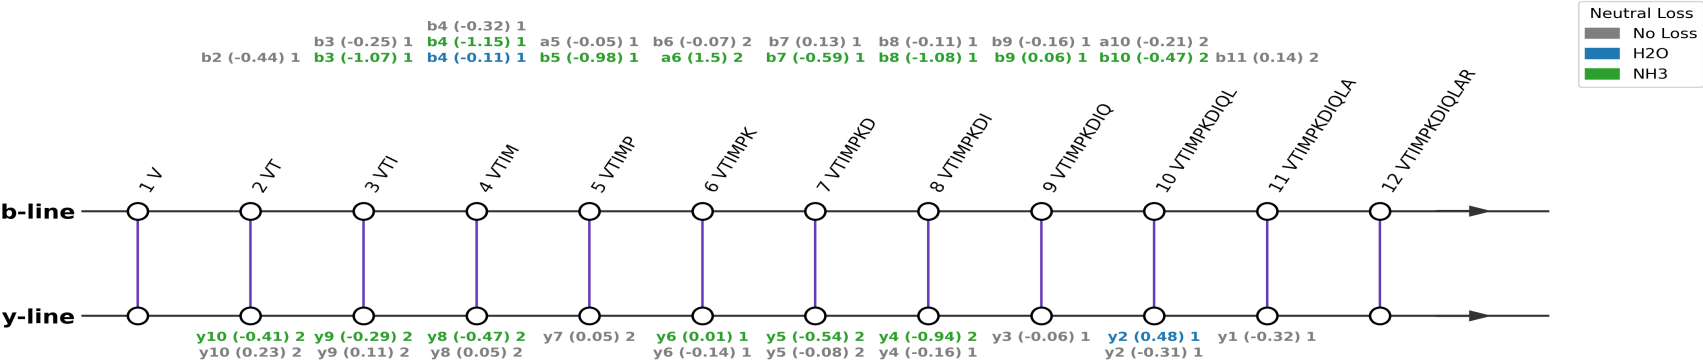 b4 (-0.32) 1
b3 (-0.25) 1 b4 (-1.15) 1 a5 (-0.05) 1 b6 (-0.07) 2 b7 (0.13) 1 b8 (-0.11) 1 b9 (-0.16) 1 a10 (-0.21) 2
b2 (-0.44) 1 b3 (-1.07) 1 b4 (-0.11) 1 b5 (-0.98) 1 a6 (1.5) 2 b7 (-0.59) 1 b8 (-1.08) 1 b9 (0.06) 1 b10 (-0.47) 2 b11 (0.14) 2
Neutral Loss
No Loss
H2O
NH3
1 V
2 VT
3 VTI
4 VTIM
5 VTIMP
6 VTIMPK
7 VTIMPKD
8 VTIMPKDI
9 VTIMPKDIQ
10 VTIMPKDIQL
11 VTIMPKDIQLA
12 VTIMPKDIQLAR
b-line
y-line
y10 (-0.41) 2 y9 (-0.29) 2 y8 (-0.47) 2 y7 (0.05) 2 y6 (0.01) 1 y5 (-0.54) 2 y4 (-0.94) 2 y3 (-0.06) 1 y2 (0.48) 1 y1 (-0.32) 1
y10 (0.23) 2 y9 (0.11) 2 y8 (0.05) 2 y6 (-0.14) 1 y5 (-0.08) 2 y4 (-0.16) 1 y2 (-0.31) 1